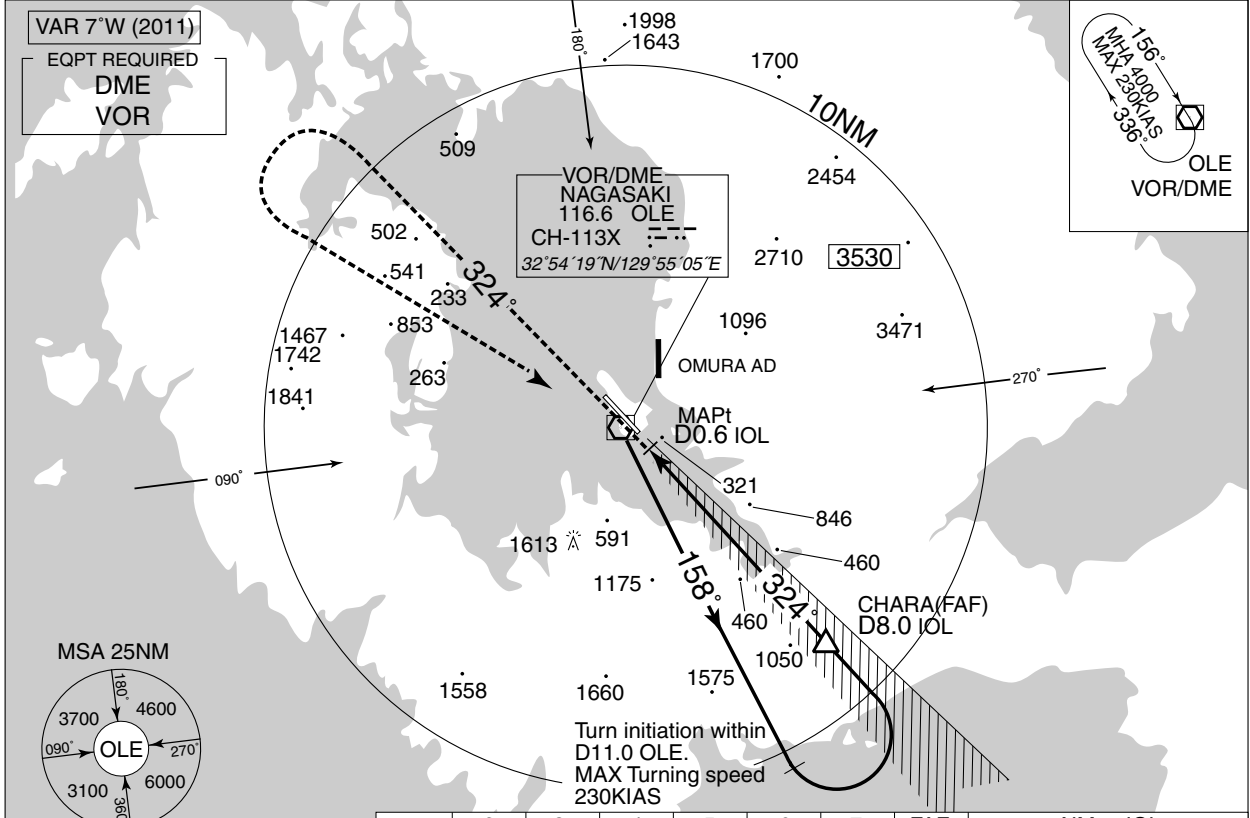 VAR 7°W (2011)
EQPT REQUIRED
DME
VOR
180°
1998
1643
1700
10NM
509
2454
156°
MHA 4000
MAX 230KIAS
336°
OLE
VOR/DME
VOR/DME
NAGASAKI
116.6 OLE
CH-113X
32°54´19˝N/129°55´05˝E
502
541
233
324°
2710
3530
853
1467
1742
1841
263
1096
3471
OMURA AD
270°
MAPt
D0.6 IOL
090°
321
846
1613
591
460
1175
158°
324°
460
CHARA(FAF)
D8.0 IOL
1050
1558
1660
1575
Turn initiation within
D11.0 OLE.
MAX Turning speed
230KIAS
MSA 25NM
180°
3700
4600
090°
OLE
270°
3100
6000